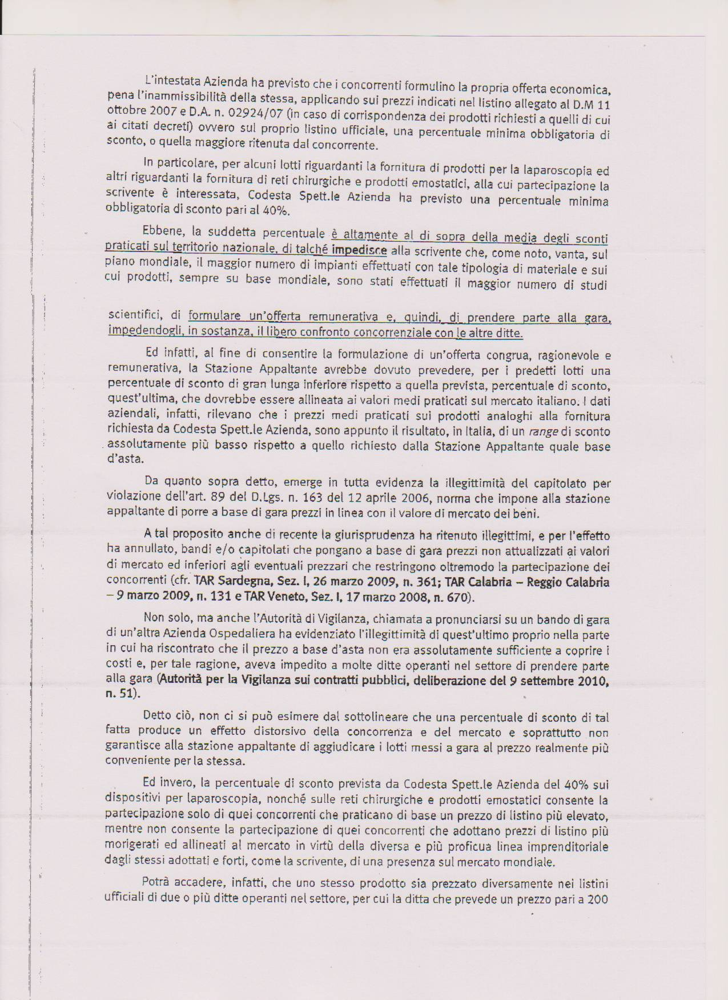 L'intestata Azienda ha previsto che i concorrenti formulino la propria offerta economica,
pena l'inammissibilità della stessa, applicando sui prezzi indicati nel listino allegato al D.M 11
ottobre 2007 e D.A. n. 02924/07 (in caso di corrispondenza dei prodotti richiesti a quelli di cui
ai citati decreti) ovvero sul proprio listino ufficiale, una percentuale minima obbligatoria di
sconto, o quella maggiore ritenuta dal concorrente.
In particolare, per alcuni lotti riguardanti la fornitura di prodotti per la laparoscopia ed
altri riguardanti la fornitura di reti chirurgiche e prodotti emostatici, alla cui partecipazione la
scrivente è interessata, Codesta Spett.le Azienda ha previsto una percentuale minima
obbligatoria di sconto pari al 40%.
Ebbene, la suddetta percentuale è altamente al di sopra della media degli sconti
praticati sul territorio nazionale, di talché impedisce alla scrivente che, come noto, vanta, sul
piano mondiale, il maggior numero di impianti effettuati con tale tipologia di materiale e sui
cui prodotti, sempre su base mondiale, sono stati effettuati il maggior numero di studi
scientifici, di formulare un'offerta remunerativa e, quindi, di prendere parte alla gara,
impedendogli, in sostanza, il libero confronto concorrenziale con le altre ditte.
Ed infatti, al fine di consentire la formulazione di un'offerta congrua, ragionevole e
remunerativa, la Stazione Appaltante avrebbe dovuto prevedere, per i predetti lotti una
percentuale di sconto di gran lunga inferiore rispetto a quella prevista, percentuale di sconto,
quest'ultima, che dovrebbe essere allineata ai valori medi praticati sul mercato italiano. I dati
aziendali, infatti, rilevano che i prezzi medi praticati sui prodotti analoghi alla fornitura
richiesta da Codesta Spett.le Azienda, sono appunto il risultato, in Italia, di un range di sconto
assolutamente più basso rispetto a quello richiesto dalla Stazione Appaltante quale base
d'asta.
Da quanto sopra detto, emerge in tutta evidenza la illegittimità del capitolato per
violazione dell'art. 89 del D.Lgs. n. 163 del 12 aprile 2006, norma che impone alla stazione
appaltante di porre a base di gara prezzi in linea con il valore di mercato dei beni.
A tal proposito anche di recente la giurisprudenza ha ritenuto illegittimi, e per l'effetto
ha annullato, bandi e/o capitolati che pongano a base di gara prezzi non attualizzati ai valori
di mercato ed inferiori agli eventuali prezzari che restringono oltremodo la partecipazione dei
concorrenti (cfr. TAR Sardegna, Sez. I, 26 marzo 2009, n. 361; TAR Calabria – Reggio Calabria
– 9 marzo 2009, n. 131 e TAR Veneto, Sez. I, 17 marzo 2008, n. 670).
Non solo, ma anche l'Autorità di Vigilanza, chiamata a pronunciarsi su un bando di gara
di un'altra Azienda Ospedaliera ha evidenziato l'illegittimità di quest'ultimo proprio nella parte
in cui ha riscontrato che il prezzo a base d'asta non era assolutamente sufficiente a coprire i
costi e, per tale ragione, aveva impedito a molte ditte operanti nel settore di prendere parte
alla gara (Autorità per la Vigilanza sui contratti pubblici, deliberazione del 9 settembre 2010,
n. 51).
Detto ciò, non ci si può esimere dal sottolineare che una percentuale di sconto di tal
fatta produce un effetto distorsivo della concorrenza e del mercato e soprattutto non
garantisce alla stazione appaltante di aggiudicare i lotti messi a gara al prezzo realmente più
conveniente per la stessa.
Ed invero, la percentuale di sconto prevista da Codesta Spett.le Azienda del 40% sui
dispositivi per laparoscopia, nonché sulle reti chirurgiche e prodotti emostatici consente la
partecipazione solo di quei concorrenti che praticano di base un prezzo di listino più elevato,
mentre non consente la partecipazione di quei concorrenti che adottano prezzi di listino più
morigerati ed allineati al mercato in virtù della diversa e più proficua linea imprenditoriale
dagli stessi adottati e forti, come la scrivente, di una presenza sul mercato mondiale.
Potrà accadere, infatti, che uno stesso prodotto sia prezzato diversamente nei listini
ufficiali di due o più ditte operanti nel settore, per cui la ditta che prevede un prezzo pari a 200